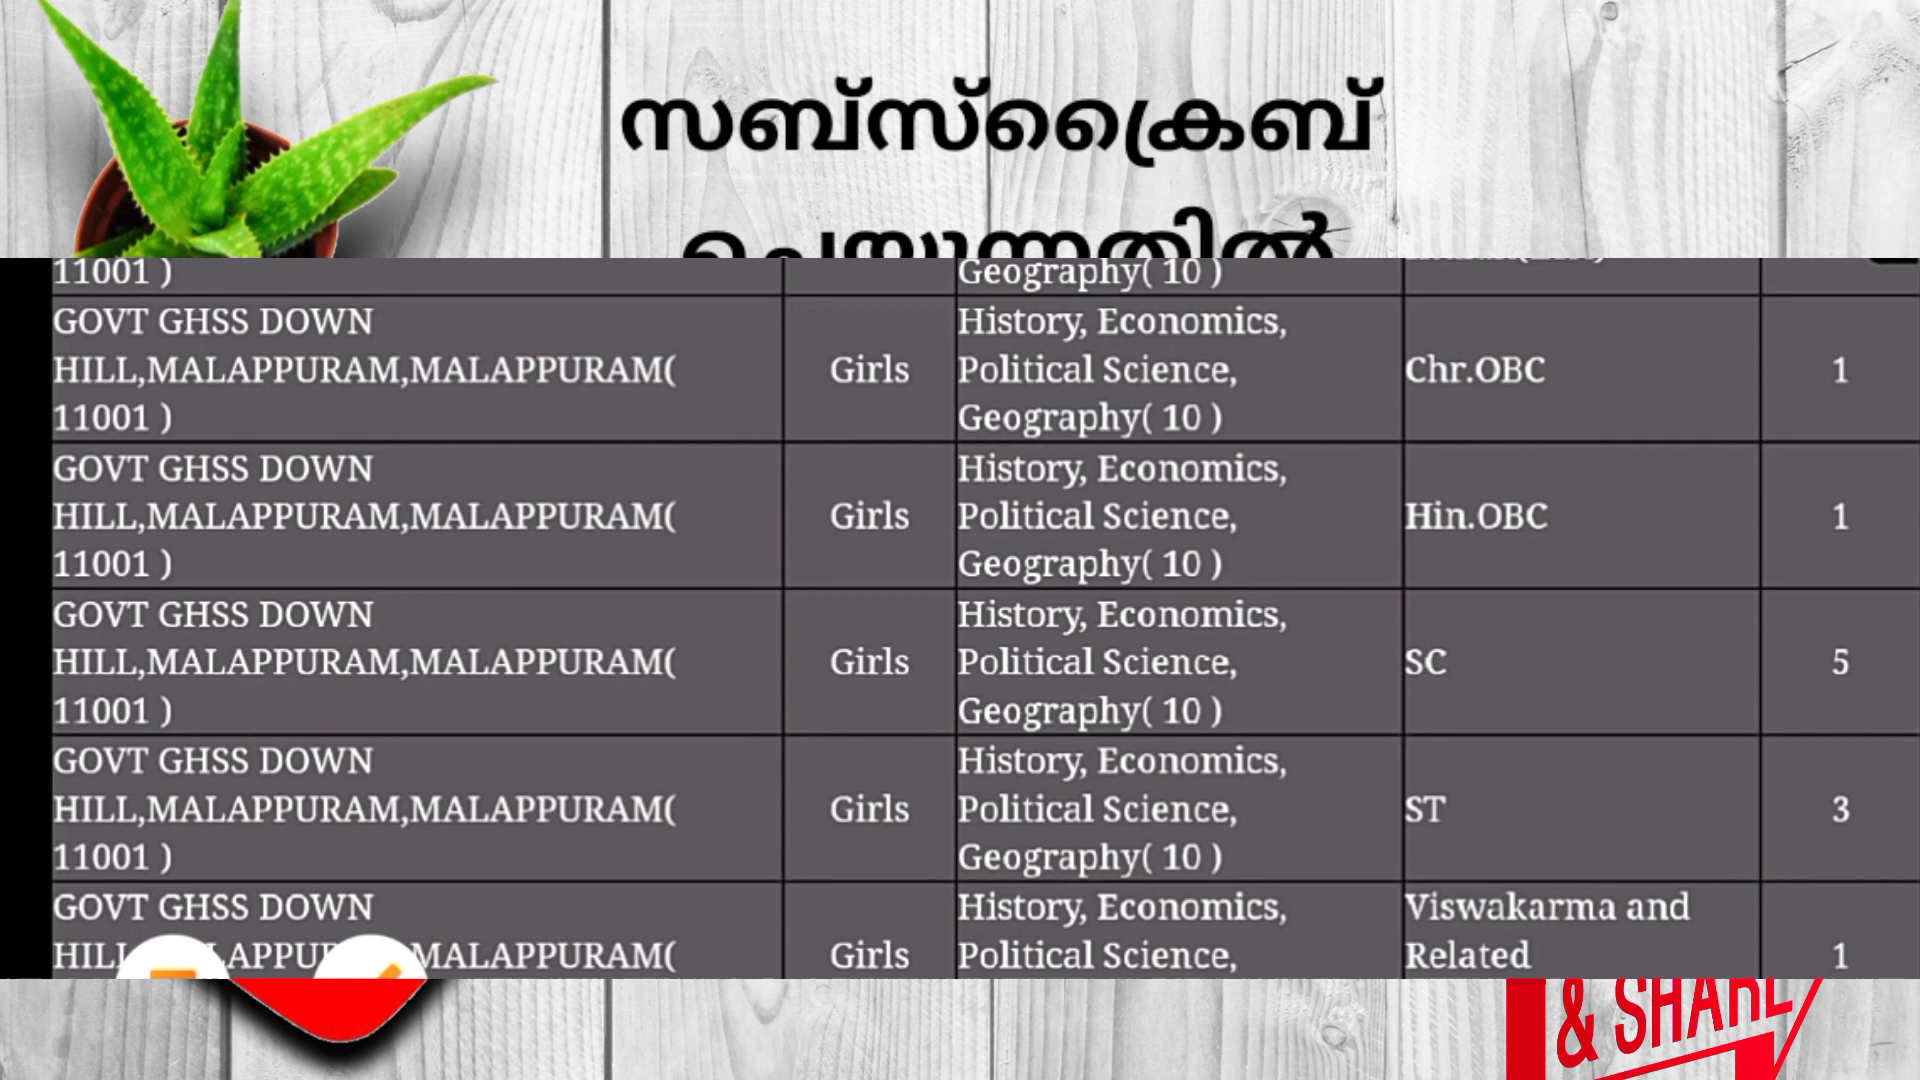 സബ്സ്ക്രൈബ്
ചെയ്യുന്നതിൽ
11001 )
Geography( 10 )
GOVT GHSS DOWN
HILL,MALAPPURAM,MALAPPURAM(
11001 )
Girls
History, Economics,
Political Science,
Geography( 10 )
Chr.OBC
1
GOVT GHSS DOWN
HILL,MALAPPURAM,MALAPPURAM(
11001 )
Girls
History, Economics,
Political Science,
Geography( 10 )
Hin.OBC
1
GOVT GHSS DOWN
HILL,MALAPPURAM,MALAPPURAM(
11001 )
Girls
History, Economics,
Political Science,
Geography( 10 )
SC
5
GOVT GHSS DOWN
HILL,MALAPPURAM,MALAPPURAM(
11001 )
Girls
History, Economics,
Political Science,
Geography( 10 )
ST
3
GOVT GHSS DOWN
HILL,MALAPPURAM,MALAPPURAM(
Girls
History, Economics,
Political Science,
Viswakarma and
Related
1
& SHARE